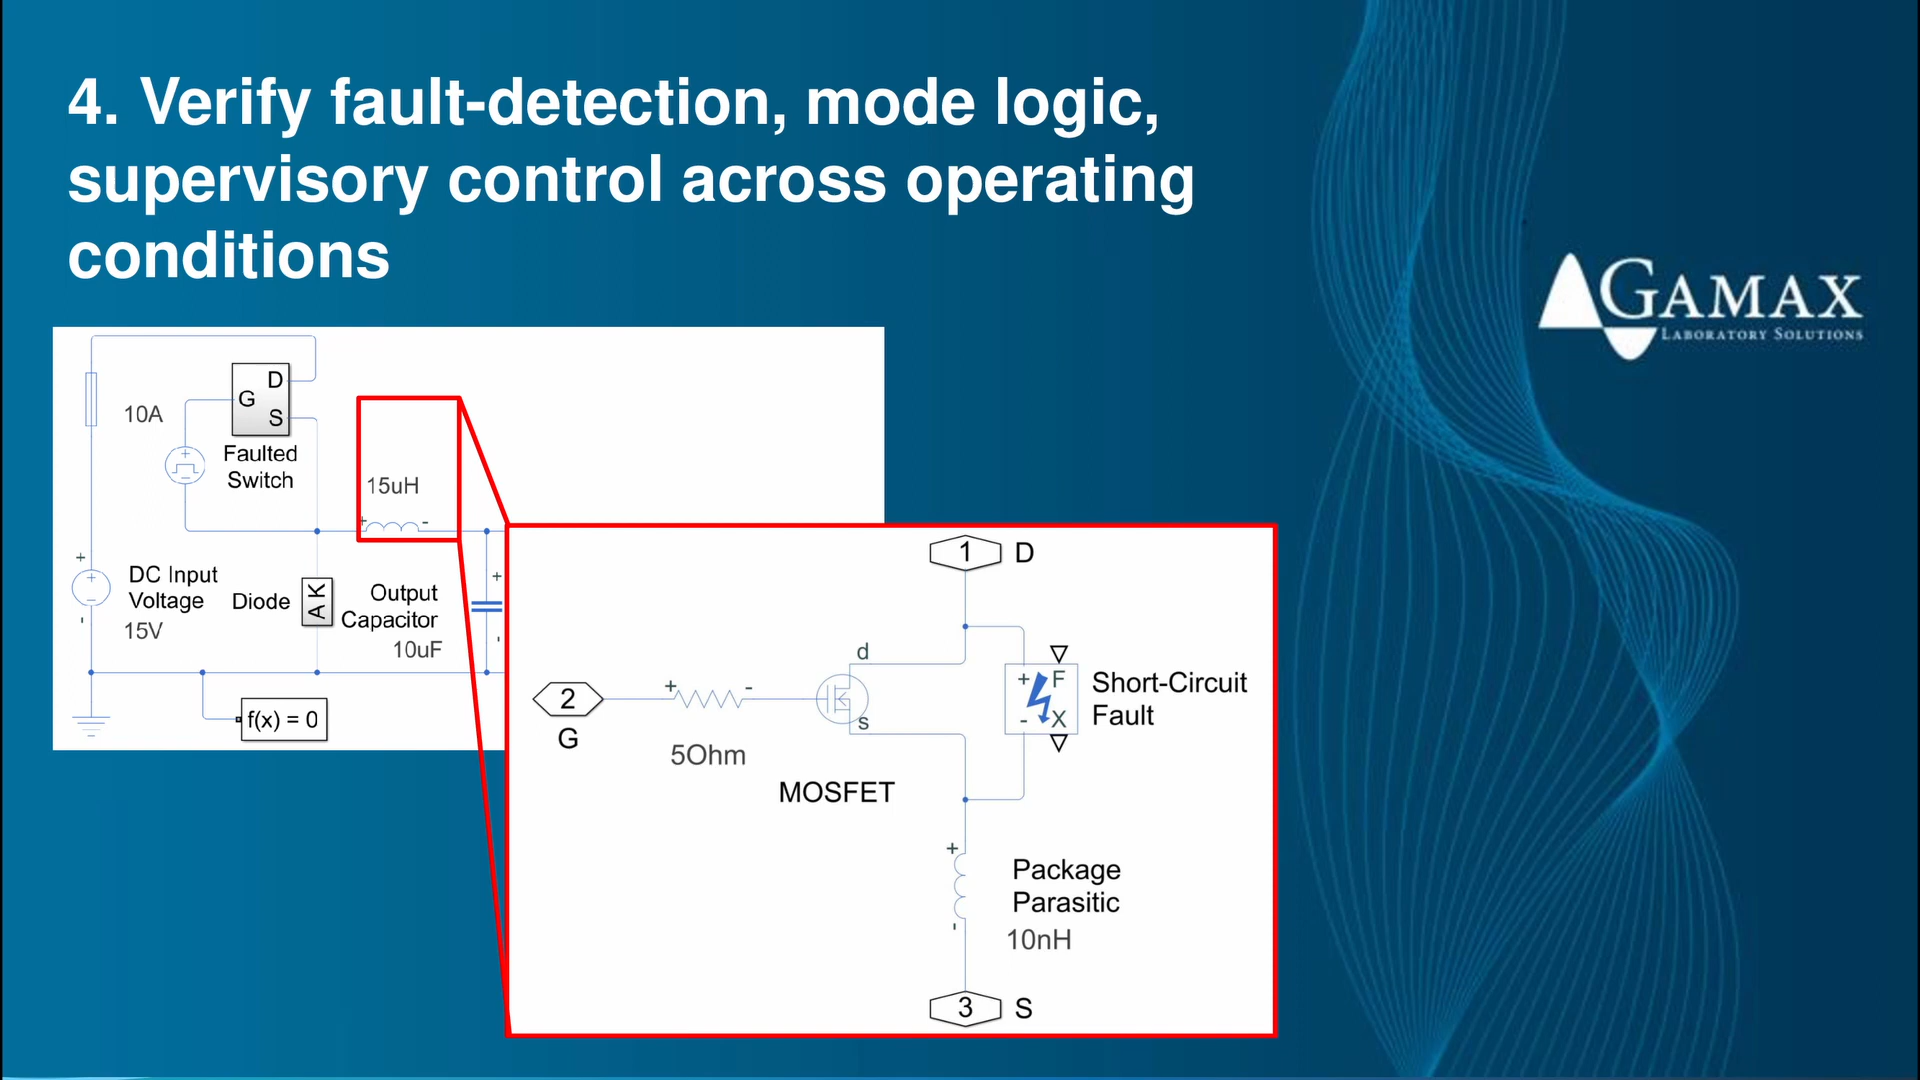 4. Verify fault-detection, mode logic,
supervisory control across operating
conditions
GAMAX
LABORATORY SOLUTIONS
10A
D
G
S
Faulted
Switch
15uH
+ -
+
-
+
-
+
-
DC Input
Voltage
15V
Diode
A K
Output
Capacitor
10uF
+
-
f(x) = 0
1 D
2
G
+ -
5Ohm
d
s
MOSFET
+ F
- X
Short-Circuit
Fault
+
-
Package
Parasitic
10nH
3 S